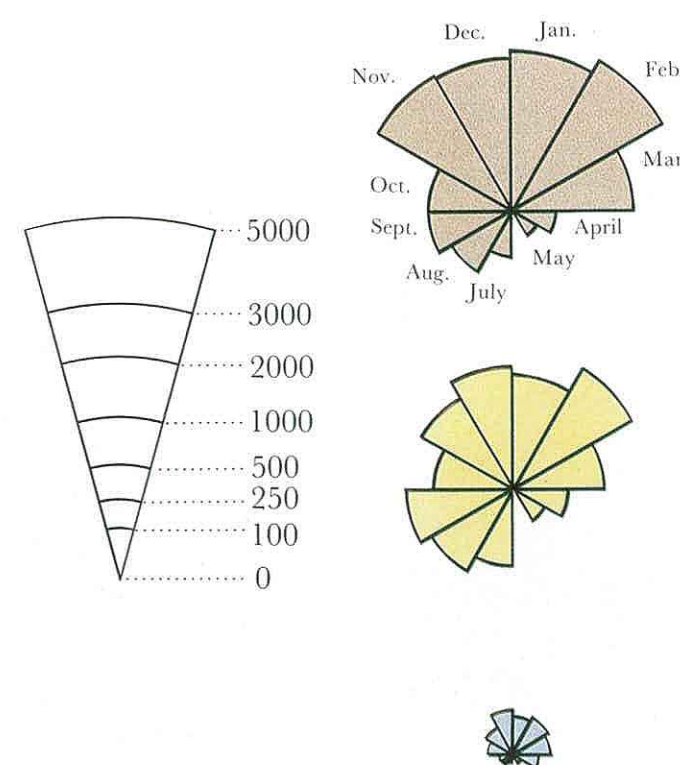 Dec.
Jan.
Nov.
Feb
Mar
Oct.
Sept.
April
May
Aug.
July
5000
3000
2000
1000
500
250
100
0